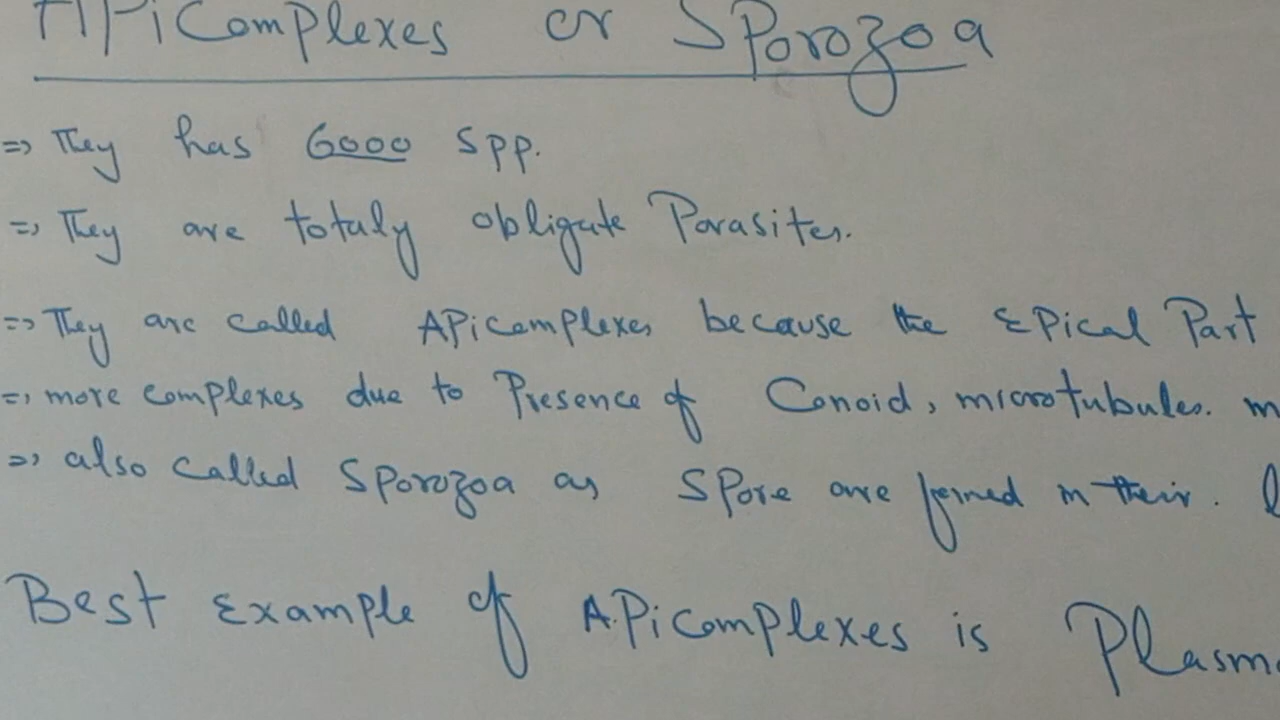 APiComplexes or SPorozoa
=> They has 6000 spp.
=> They are totaly obligate Parasites.
=> They are called APicomplexes because the Epical Part
=> more complexes due to Presence of Conoid, microtubules. m
=> also called SPorozoa as SPore are formed in their. l
Best Example of A.Picomplexes is Plasmo